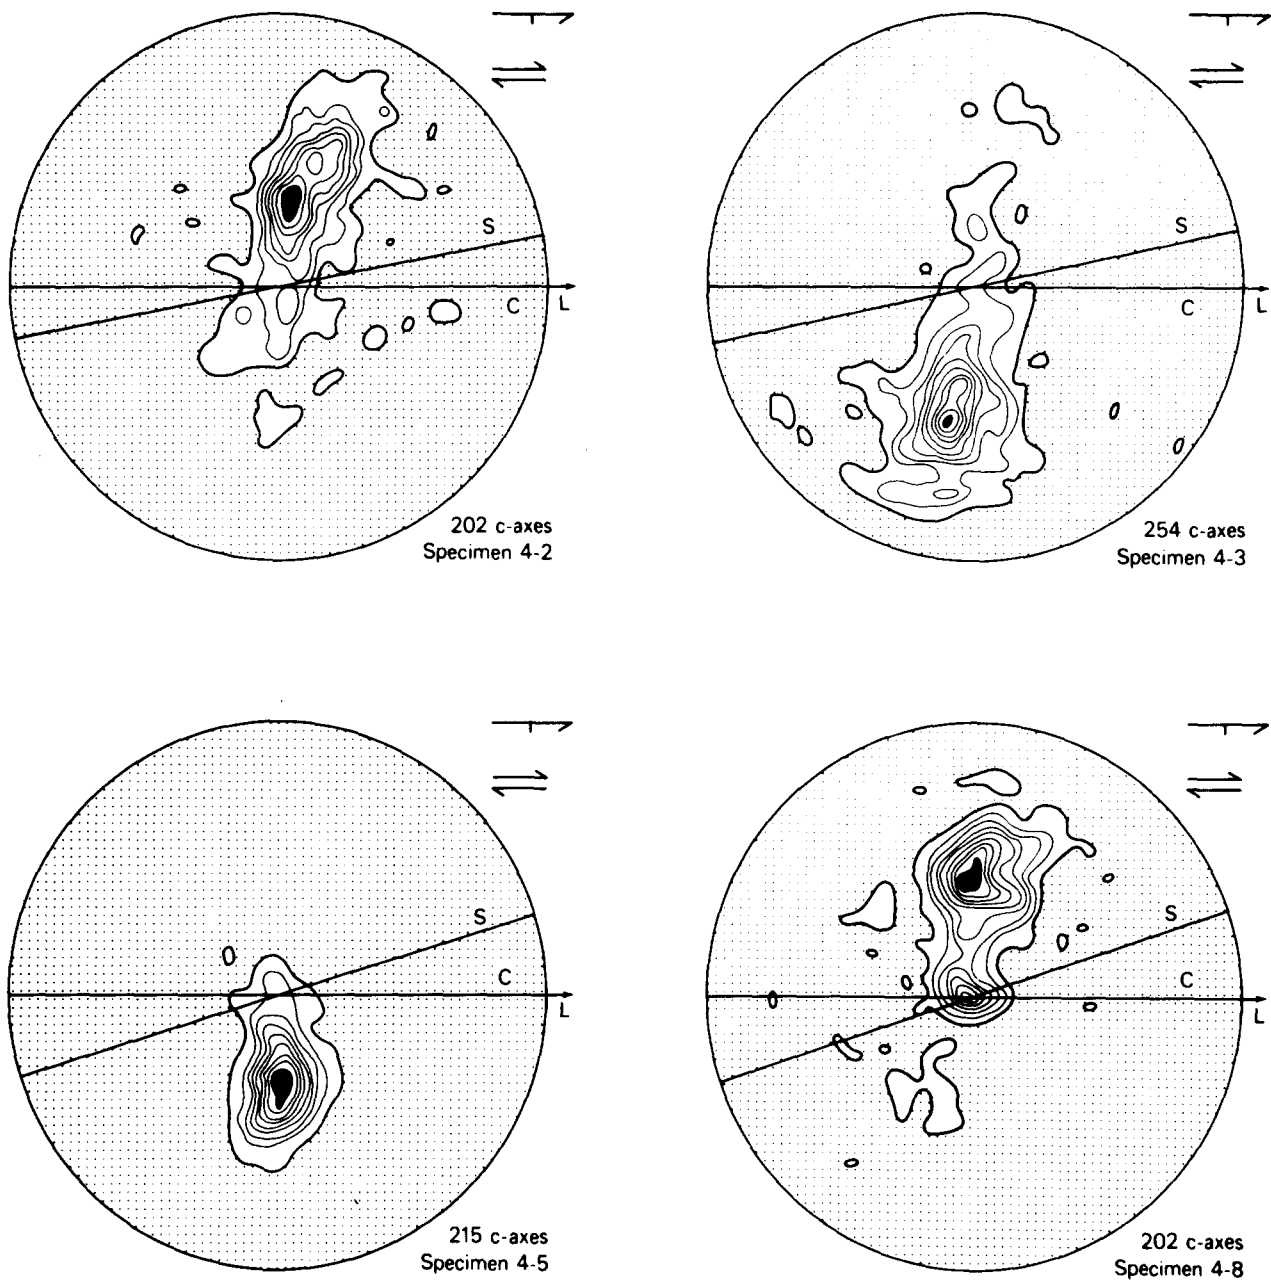 S
C
L
202 c-axes
Specimen 4-2
S
C
L
254 c-axes
Specimen 4-3
S
C
L
215 c-axes
Specimen 4-5
S
C
L
202 c-axes
Specimen 4-8